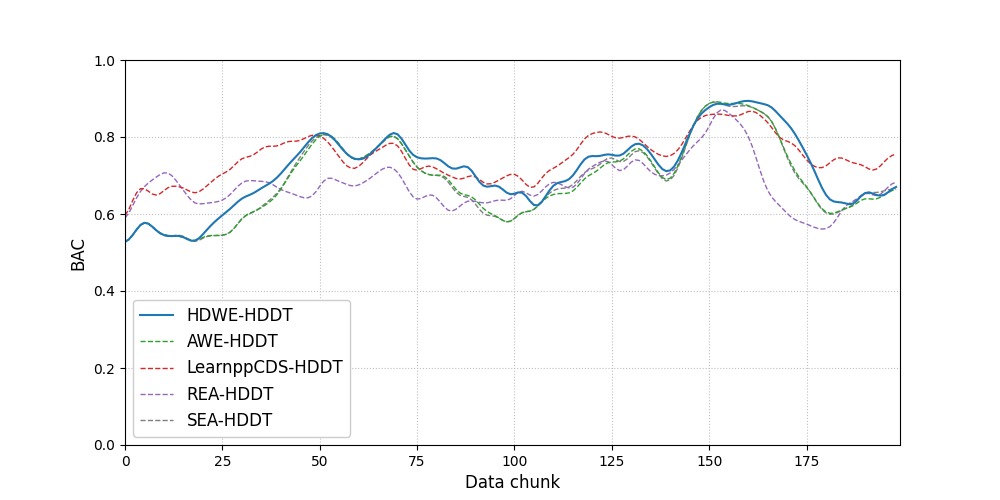 1.0
0.8
0.6
0.4
0.2
0.0
BAC
HDWE-HDDT
AWE-HDDT
LearnppCDS-HDDT
REA-HDDT
SEA-HDDT
0 25 50 75 100 125 150 175
Data chunk